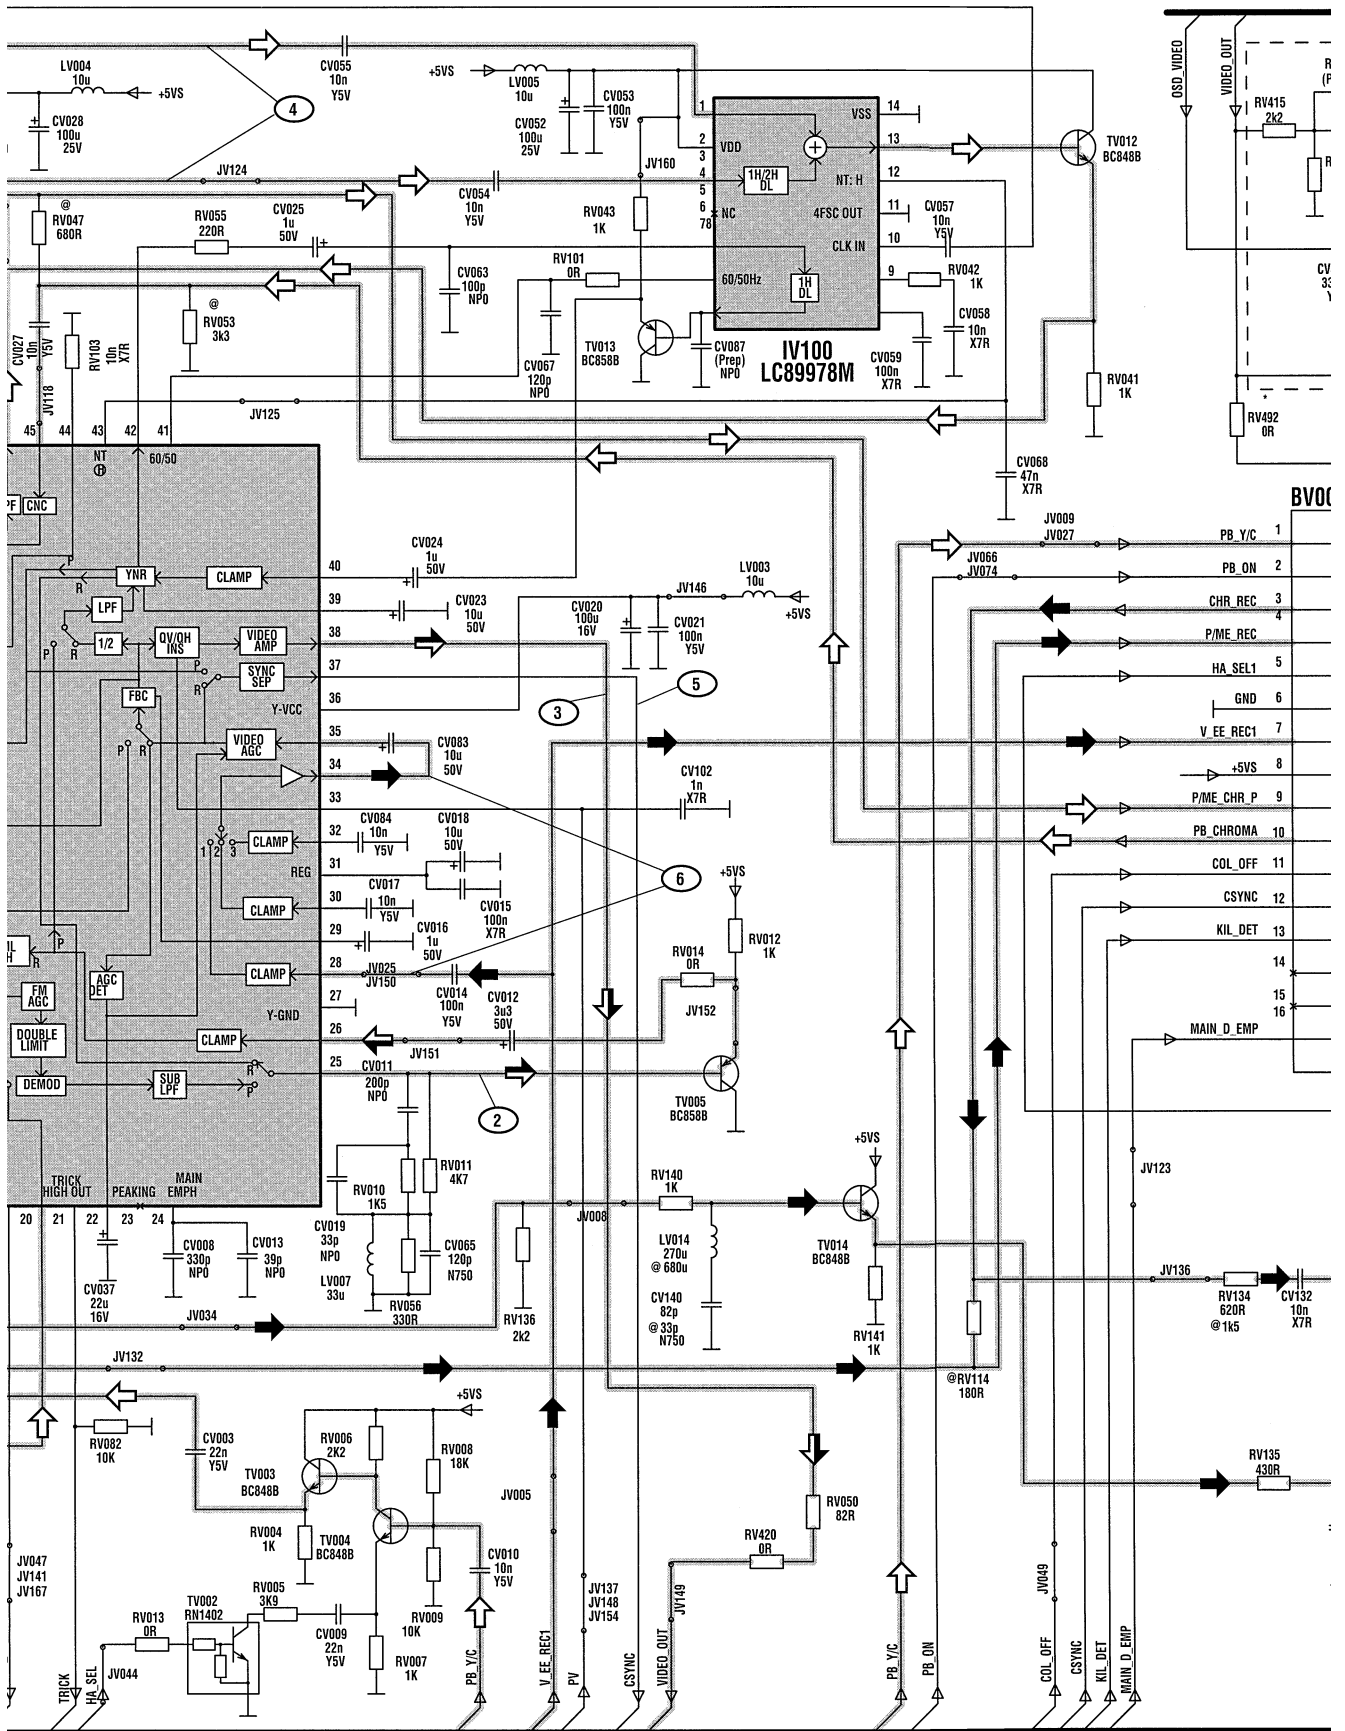 OSD_VIDEO
VIDEO_OUT
LV004
10u
+5VS
CV028
100u
25V
CV055
10n
Y5V
4
+5VS
LV005
10u
CV052
100u
25V
CV053
100n
Y5V
JV160
1
2
3
4
5
6
78
VDD
NC
1H/2H
DL
VSS
NT: H
4FSC OUT
CLK IN
60/50Hz
1H
DL
14
13
12
11
10
9
IV100
LC89978M
TV012
BC848B
RV415
2k2
R
(P
R
CV
33
Y
JV124
CV054
10n
Y5V
@
RV047
680R
RV055
220R
CV025
1u
50V
RV043
1K
CV057
10n
Y5V
RV101
0R
CV063
100p
NP0
RV042
1K
CV058
10n
X7R
@
RV053
3k3
CV027
10n
Y5V
RV103
10n
X7R
JV118
CV067
120p
NP0
TV013
BC858B
CV087
(Prep)
NP0
CV059
100n
X7R
RV041
1K
*
RV492
0R
JV125
45
44
43
42
41
NT
H
60/50
CV068
47n
X7R
BV00
PF
CNC
YNR
CLAMP
P
R
LPF
1/2
QV/QH
INS
VIDEO
AMP
P
R
P
R
SYNC
SEP
FBC
Y-VCC
P
R
VIDEO
AGC
1
2
3
CLAMP
REG
CLAMP
P
R
IL
H
CLAMP
AGC
DET
FM
AGC
Y-GND
DOUBLE
LIMIT
CLAMP
DEMOD
SUB
LPF
R
P
TRICK
HIGH OUT
PEAKING
MAIN
EMPH
40
39
38
37
36
35
34
33
32
31
30
29
28
27
26
25
CV024
1u
50V
CV023
10u
50V
CV020
100u
16V
CV021
100n
Y5V
JV146
LV003
10u
+5VS
3
5
CV083
10u
50V
CV102
1n
X7R
CV084
10n
Y5V
CV018
10u
50V
CV017
10n
Y5V
CV015
100n
X7R
CV016
1u
50V
6
+5VS
RV012
1K
RV014
0R
JV025
JV150
CV014
100n
Y5V
CV012
3u3
50V
JV152
JV151
CV011
200p
NP0
2
TV005
BC858B
JV009
JV027
JV066
JV074
PB_Y/C
1
PB_ON
2
CHR_REC
3
4
P/ME_REC
HA_SEL1
5
GND
6
V_EE_REC1
7
+5VS
8
P/ME_CHR_P
9
PB_CHROMA
10
COL_OFF
11
CSYNC
12
KIL_DET
13
14
15
16
MAIN_D_EMP
JV123
+5VS
20
21
22
23
24
CV008
330p
NP0
CV013
39p
NP0
CV037
22u
16V
RV010
1K5
RV011
4K7
CV019
33p
NP0
LV007
33u
CV065
120p
N750
RV056
330R
RV136
2k2
JV008
RV140
1K
LV014
270u
@ 680u
CV140
82p
@ 33p
N750
TV014
BC848B
RV141
1K
JV136
RV134
620R
@1k5
CV132
10n
X7R
JV034
JV132
@RV114
180R
RV135
430R
RV082
10K
CV003
22n
Y5V
+5VS
RV006
2K2
TV003
BC848B
RV008
18K
JV005
RV004
1K
TV004
BC848B
CV010
10n
Y5V
RV050
82R
RV420
0R
JV149
JV047
JV141
JV167
TV002
RN1402
RV005
3K9
RV013
0R
CV009
22n
Y5V
RV009
10K
RV007
1K
JV137
JV148
JV154
JV049
JV044
TRICK
HA_SEL
PB_Y/C
V_EE_REC1
PV
CSYNC
VIDEO_OUT
PB_Y/C
PB_ON
COL_OFF
CSYNC
KIL_DET
MAIN_D_EMP